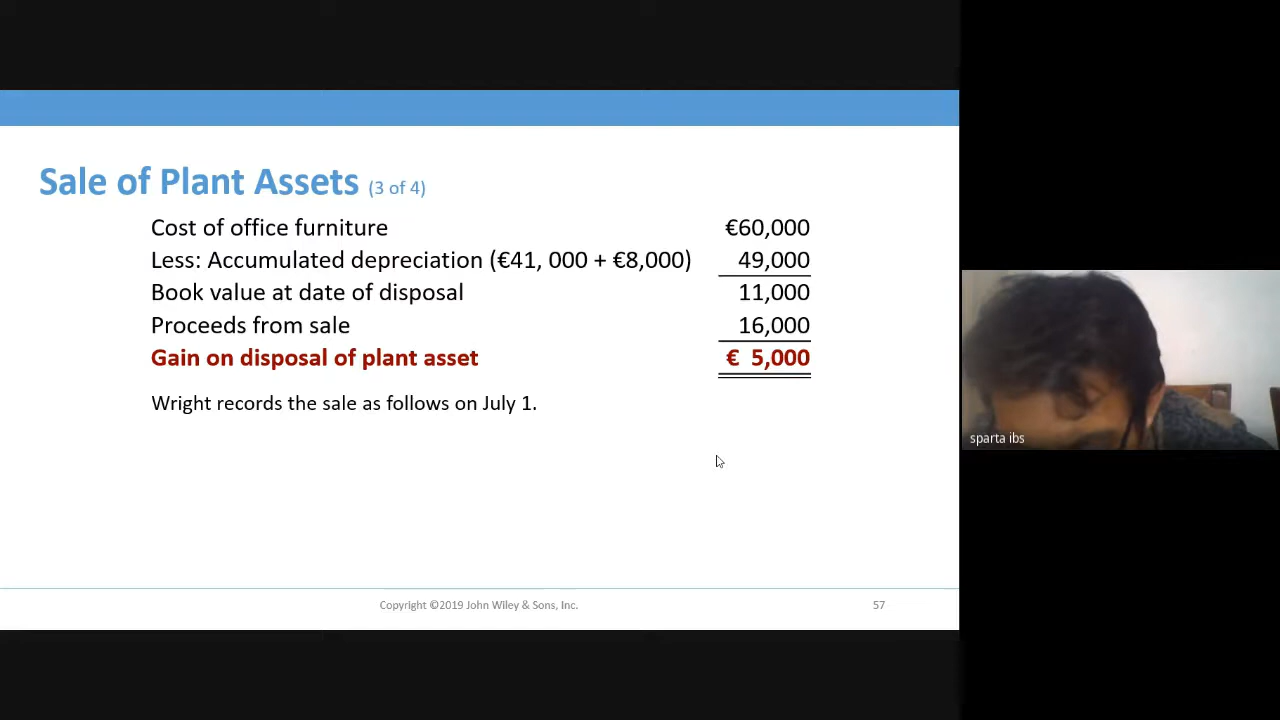 Sale of Plant Assets (3 of 4)
Cost of office furniture €60,000
Less: Accumulated depreciation (€41, 000 + €8,000) 49,000
Book value at date of disposal 11,000
Proceeds from sale 16,000
Gain on disposal of plant asset € 5,000
Wright records the sale as follows on July 1.
sparta ibs
Copyright ©2019 John Wiley & Sons, Inc. 57